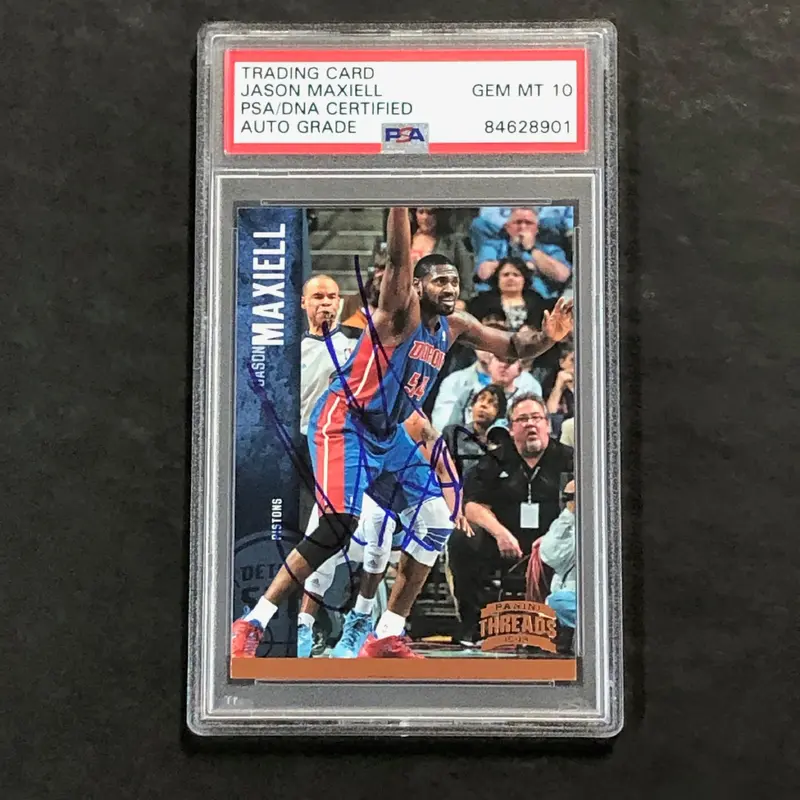 TRADING CARD
JASON MAXIELL
GEM MT 10
PSA/DNA CERTIFIED
AUTO GRADE
PSA
84628901
JASON
MAXIELL
PISTONS
54
PANINI
THREADS